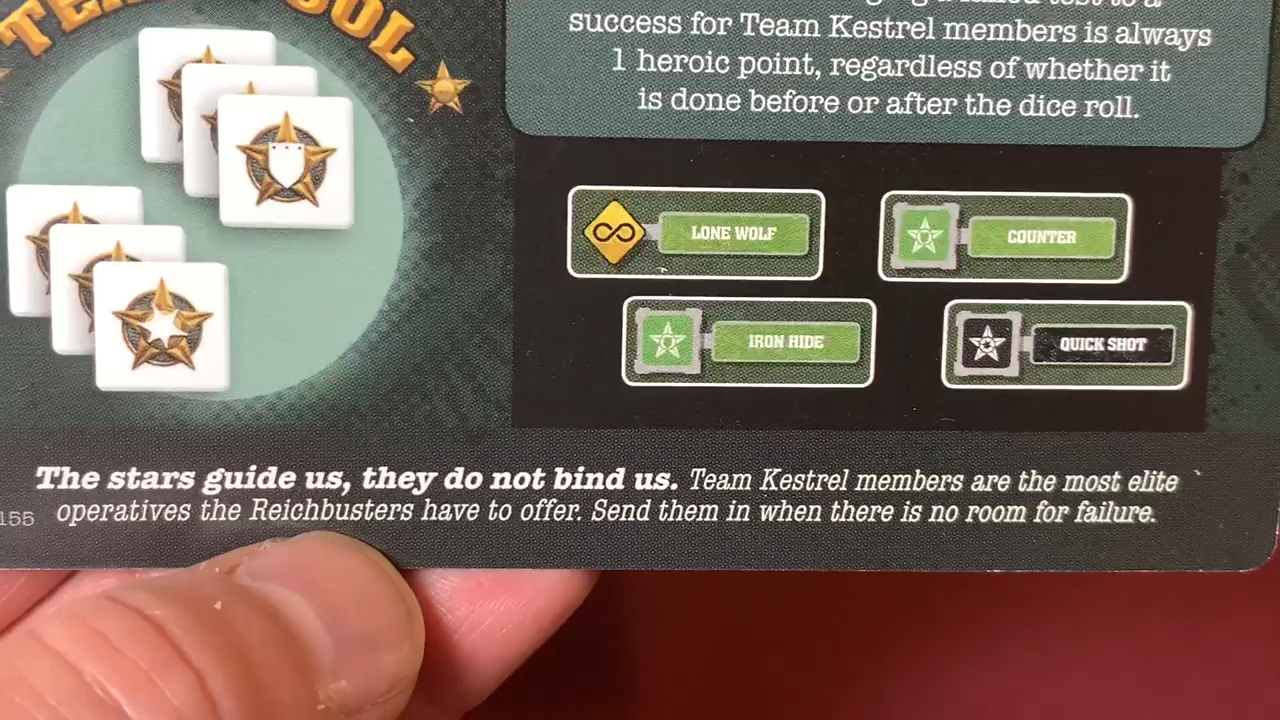 success for Team Kestrel members is always
1 heroic point, regardless of whether it
is done before or after the dice roll.
LONE WOLF
COUNTER
IRON HIDE
QUICK SHOT
The stars guide us, they do not bind us. Team Kestrel members are the most elite
155 operatives the Reichbusters have to offer. Send them in when there is no room for failure.